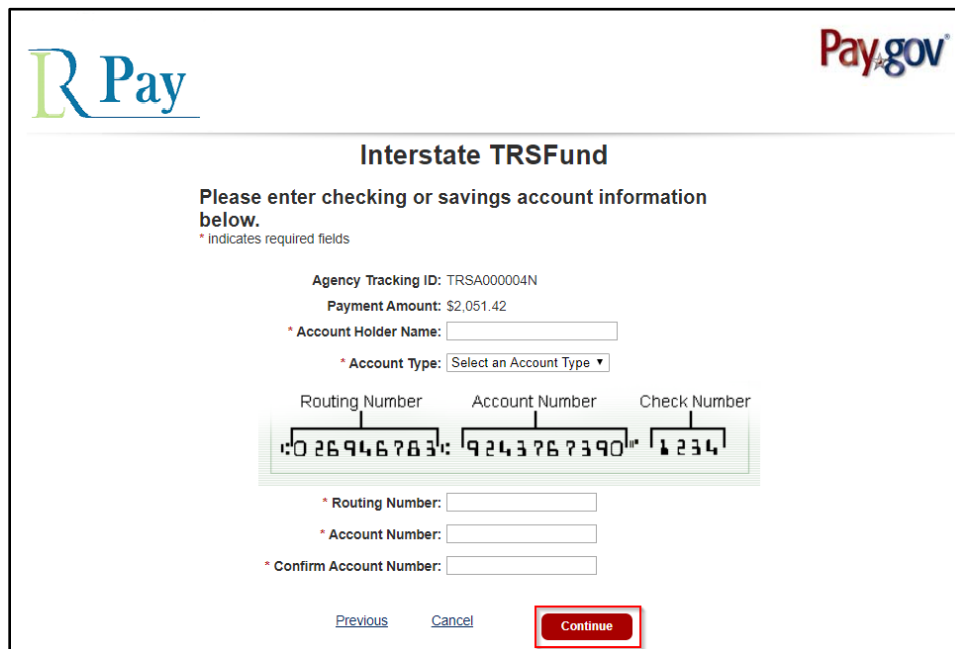 LR Pay
Pay.gov
Interstate TRSFund
Please enter checking or savings account information
below.
* indicates required fields
Agency Tracking ID: TRSA000004N
Payment Amount: $2,051.42
* Account Holder Name:
* Account Type: Select an Account Type ▼
Routing Number Account Number Check Number
⑆026946783⑆ 9243767390⑈ 1234
* Routing Number:
* Account Number:
* Confirm Account Number:
Previous Cancel Continue